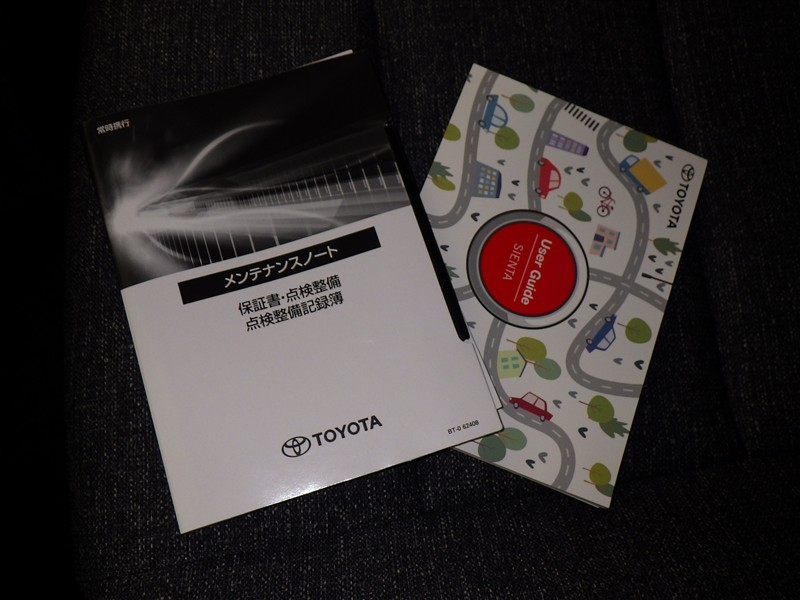 常時携行
メンテナンスノート
保証書・点検整備
点検整備記録簿
TOYOTA
BT-0 62408
TOYOTA
User Guide
SIENTA